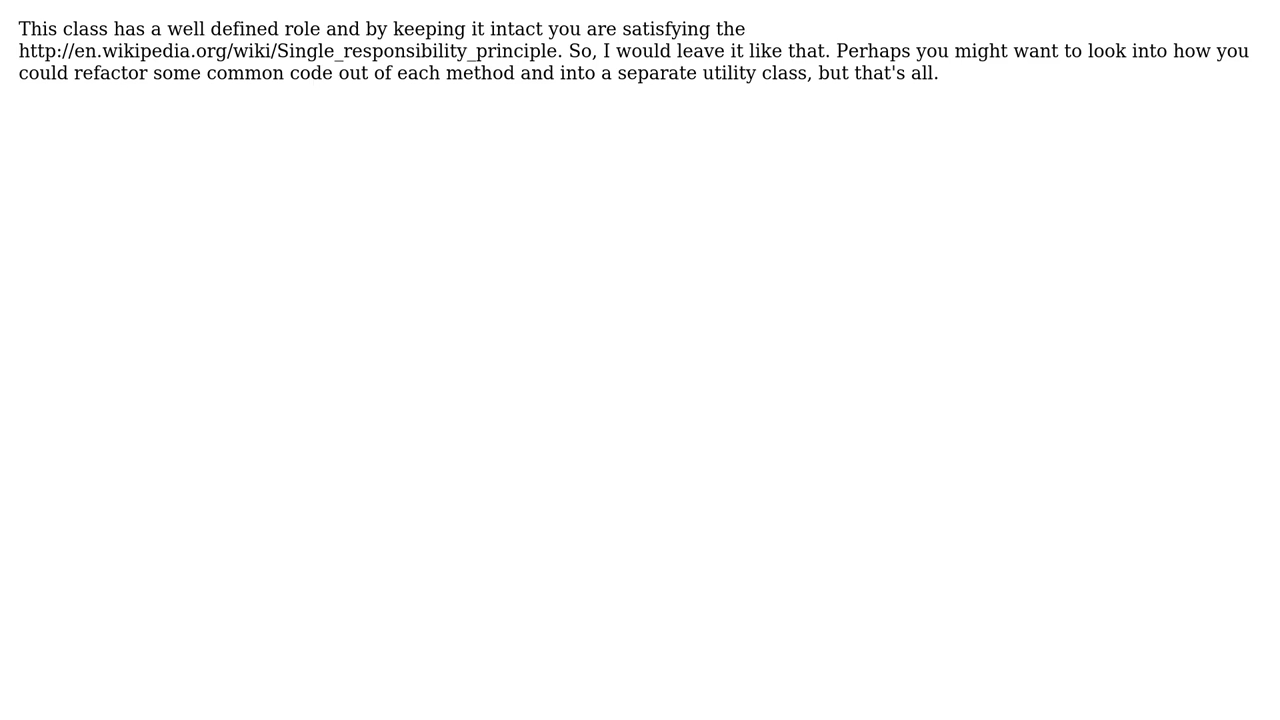 This class has a well defined role and by keeping it intact you are satisfying the
http://en.wikipedia.org/wiki/Single_responsibility_principle. So, I would leave it like that. Perhaps you might want to look into how you
could refactor some common code out of each method and into a separate utility class, but that's all.